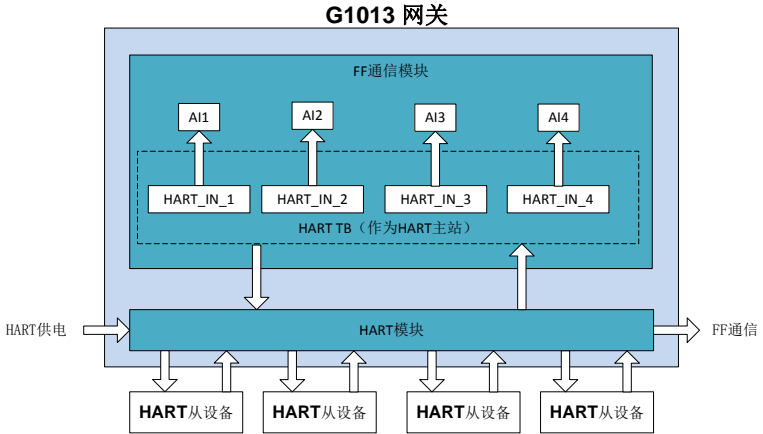 G1013 网关
FF通信模块
AI1
AI2
AI3
AI4
HART_IN_1
HART_IN_2
HART_IN_3
HART_IN_4
HART TB（作为HART主站）
HART供电
HART模块
FF通信
HART从设备
HART从设备
HART从设备
HART从设备